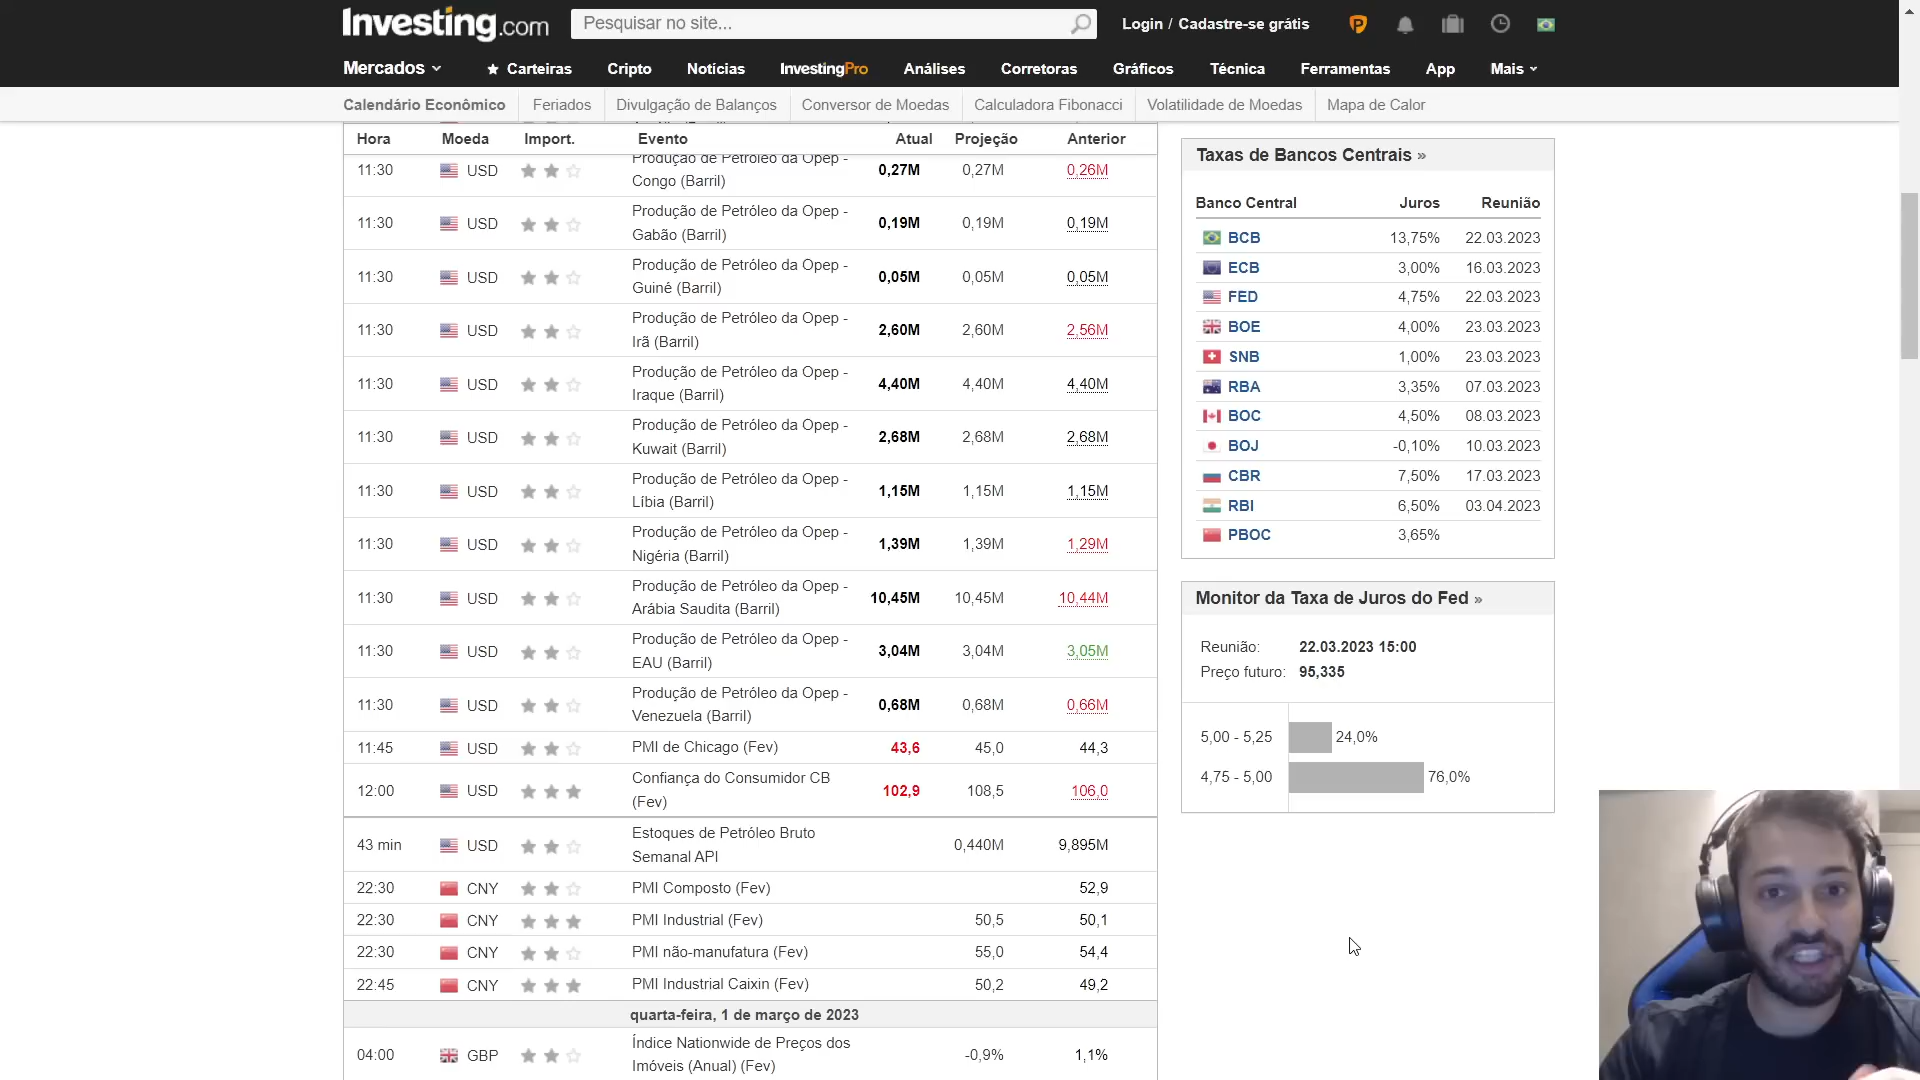 Investing.com
Pesquisar no site...
Login / Cadastre-se grátis
Mercados
Carteiras
Cripto
Notícias
InvestingPro
Análises
Corretoras
Gráficos
Técnica
Ferramentas
App
Mais
Calendário Econômico
Feriados
Divulgação de Balanços
Conversor de Moedas
Calculadora Fibonacci
Volatilidade de Moedas
Mapa de Calor
Hora Moeda Import. Evento Atual Projeção Anterior
11:30 USD Produção de Petróleo da Opep - 0,27M 0,27M 0,26M
Congo (Barril)
11:30 USD Produção de Petróleo da Opep - 0,19M 0,19M 0,19M
Gabão (Barril)
11:30 USD Produção de Petróleo da Opep - 0,05M 0,05M 0,05M
Guiné (Barril)
11:30 USD Produção de Petróleo da Opep - 2,60M 2,60M 2,56M
Irã (Barril)
11:30 USD Produção de Petróleo da Opep - 4,40M 4,40M 4,40M
Iraque (Barril)
11:30 USD Produção de Petróleo da Opep - 2,68M 2,68M 2,68M
Kuwait (Barril)
11:30 USD Produção de Petróleo da Opep - 1,15M 1,15M 1,15M
Líbia (Barril)
11:30 USD Produção de Petróleo da Opep - 1,39M 1,39M 1,29M
Nigéria (Barril)
11:30 USD Produção de Petróleo da Opep - 10,45M 10,45M 10,44M
Arábia Saudita (Barril)
11:30 USD Produção de Petróleo da Opep - 3,04M 3,04M 3,05M
EAU (Barril)
11:30 USD Produção de Petróleo da Opep - 0,68M 0,68M 0,66M
Venezuela (Barril)
11:45 USD PMI de Chicago (Fev) 43,6 45,0 44,3
12:00 USD Confiança do Consumidor CB 102,9 108,5 106,0
(Fev)
43 min USD Estoques de Petróleo Bruto 0,440M 9,895M
Semanal API
22:30 CNY PMI Composto (Fev) 52,9
22:30 CNY PMI Industrial (Fev) 50,5 50,1
22:30 CNY PMI não-manufatura (Fev) 55,0 54,4
22:45 CNY PMI Industrial Caixin (Fev) 50,2 49,2
quarta-feira, 1 de março de 2023
04:00 GBP Índice Nationwide de Preços dos -0,9% 1,1%
Imóveis (Anual) (Fev)
Taxas de Bancos Centrais »
Banco Central Juros Reunião
BCB 13,75% 22.03.2023
ECB 3,00% 16.03.2023
FED 4,75% 22.03.2023
BOE 4,00% 23.03.2023
SNB 1,00% 23.03.2023
RBA 3,35% 07.03.2023
BOC 4,50% 08.03.2023
BOJ -0,10% 10.03.2023
CBR 7,50% 17.03.2023
RBI 6,50% 03.04.2023
PBOC 3,65%
Monitor da Taxa de Juros do Fed »
Reunião: 22.03.2023 15:00
Preço futuro: 95,335
5,00 - 5,25 24,0%
4,75 - 5,00 76,0%